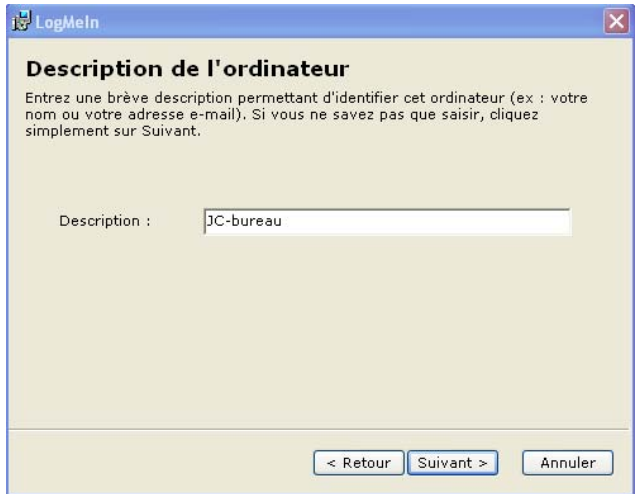 LogMeIn
Description de l'ordinateur
Entrez une brève description permettant d'identifier cet ordinateur (ex : votre
nom ou votre adresse e-mail). Si vous ne savez pas que saisir, cliquez
simplement sur Suivant.
Description : JC-bureau
< Retour Suivant > Annuler